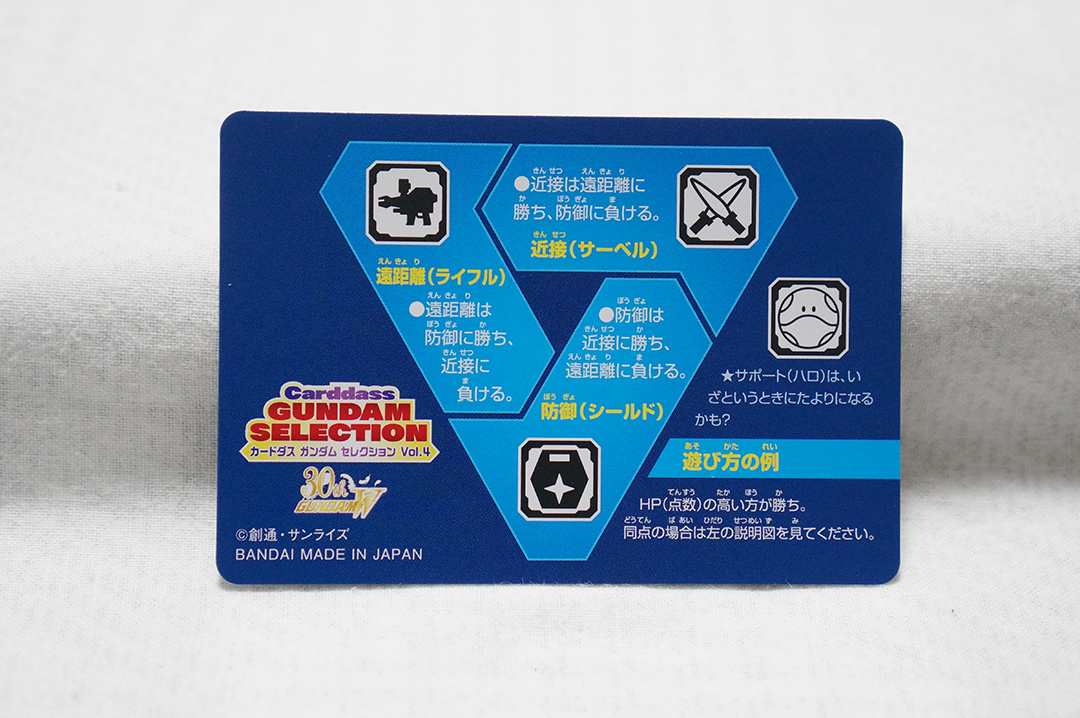 ●近接は遠距離に
勝ち、防御に負ける。
近接(サーベル)
遠距離(ライフル)
●遠距離は
防御に勝ち、
近接に
負ける。
●防御は
近接に勝ち、
遠距離に負ける。
防御(シールド)
★サポート(ハロ)は、い
ざというときにたよりになる
かも?
遊び方の例
HP(点数)の高い方が勝ち。
同点の場合は左の説明図を見てください。
Carddass
GUNDAM
SELECTION
カードダス ガンダム セレクション Vol.4
30th
GUNDAM W
©創通・サンライズ
BANDAI MADE IN JAPAN